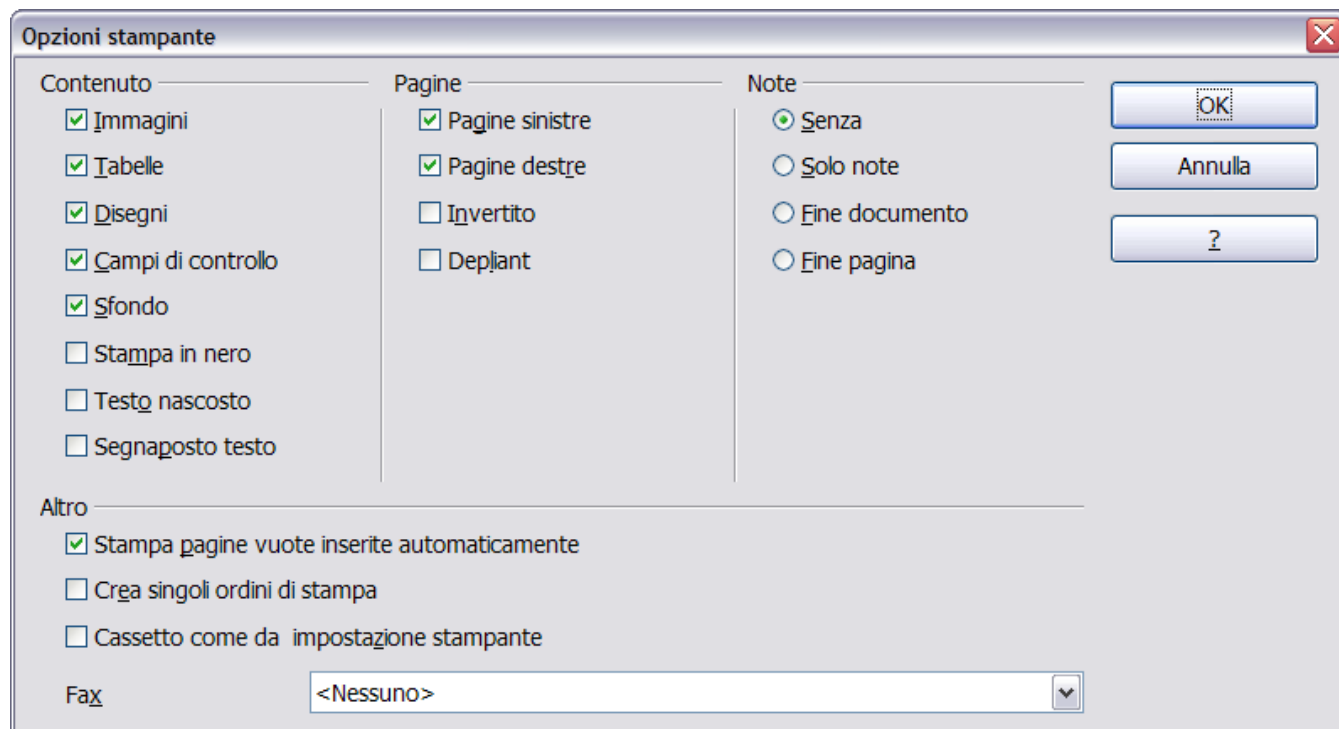 Opzioni stampante
Contenuto
Immagini
Tabelle
Disegni
Campi di controllo
Sfondo
Stampa in nero
Testo nascosto
Segnaposto testo
Pagine
Pagine sinistre
Pagine destre
Invertito
Depliant
Note
Senza
Solo note
Fine documento
Fine pagina
OK
Annulla
?
Altro
Stampa pagine vuote inserite automaticamente
Crea singoli ordini di stampa
Cassetto come da impostazione stampante
Fax
<Nessuno>